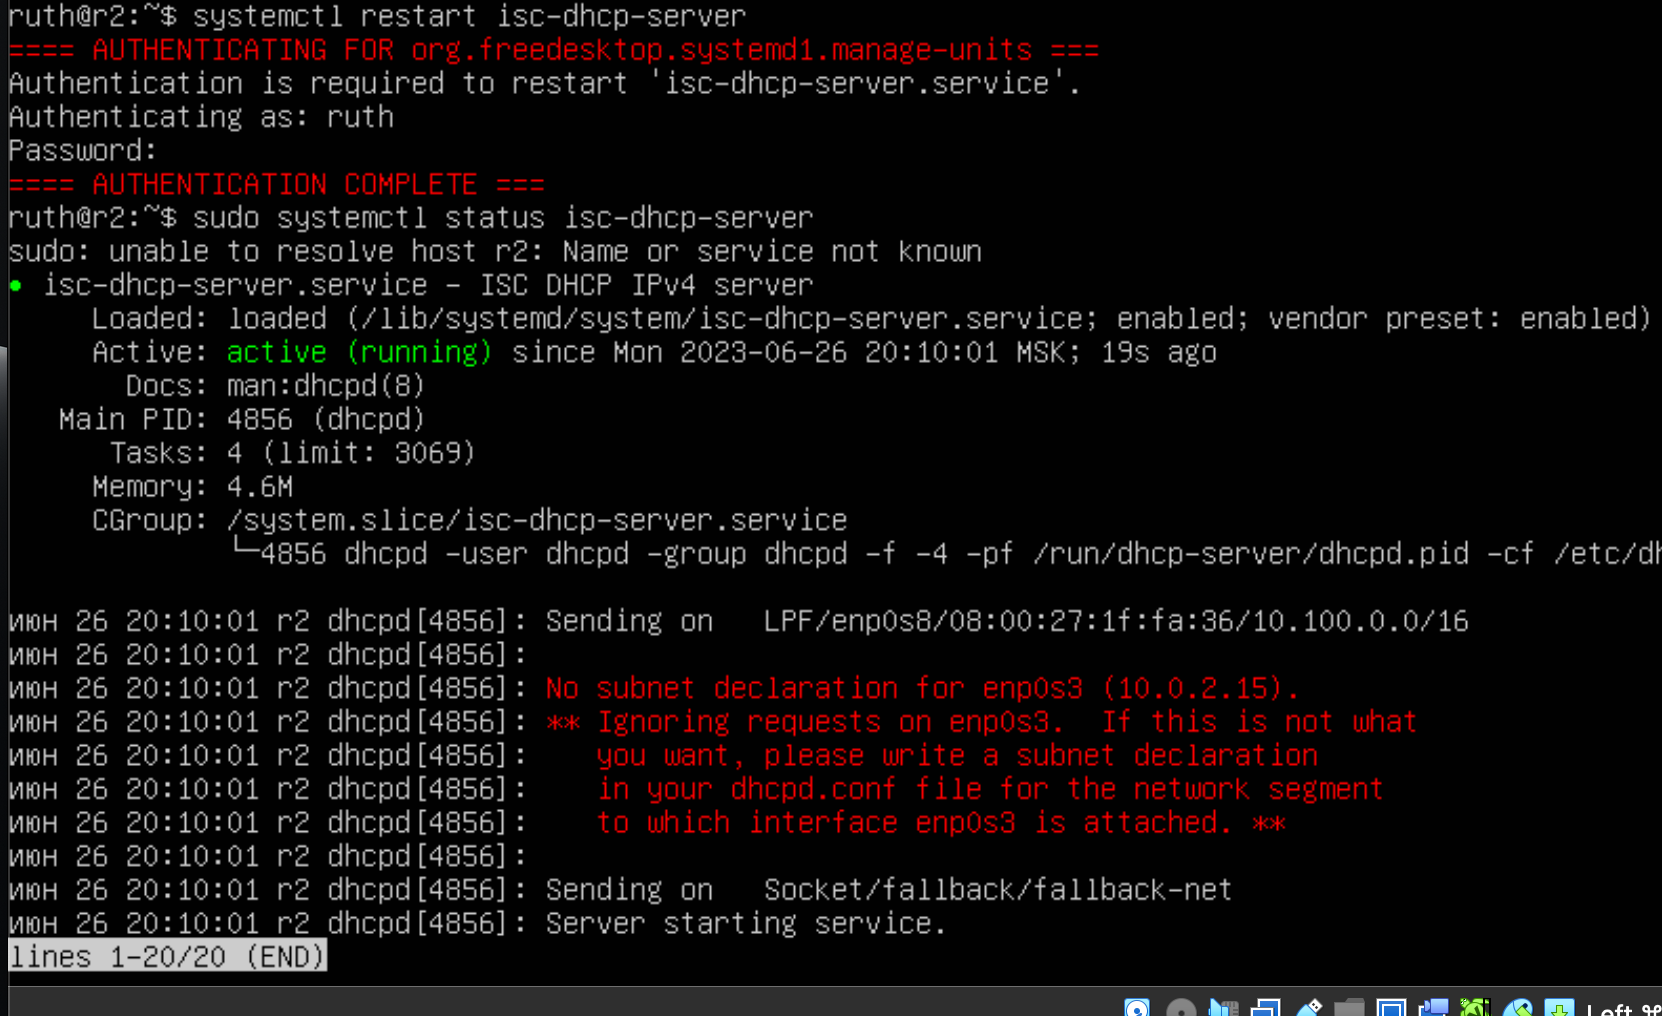 ruth@r2:~$ systemctl restart isc-dhcp-server
==== AUTHENTICATING FOR org.freedesktop.systemd1.manage-units ===
Authentication is required to restart 'isc-dhcp-server.service'.
Authenticating as: ruth
Password:
==== AUTHENTICATION COMPLETE ===
ruth@r2:~$ sudo systemctl status isc-dhcp-server
sudo: unable to resolve host r2: Name or service not known
● isc-dhcp-server.service - ISC DHCP IPv4 server
     Loaded: loaded (/lib/systemd/system/isc-dhcp-server.service; enabled; vendor preset: enabled)
     Active: active (running) since Mon 2023-06-26 20:10:01 MSK; 19s ago
       Docs: man:dhcpd(8)
   Main PID: 4856 (dhcpd)
      Tasks: 4 (limit: 3069)
     Memory: 4.6M
     CGroup: /system.slice/isc-dhcp-server.service
             └─4856 dhcpd -user dhcpd -group dhcpd -f -4 -pf /run/dhcp-server/dhcpd.pid -cf /etc/dh
июн 26 20:10:01 r2 dhcpd[4856]: Sending on   LPF/enp0s8/08:00:27:1f:fa:36/10.100.0.0/16
июн 26 20:10:01 r2 dhcpd[4856]:
июн 26 20:10:01 r2 dhcpd[4856]: No subnet declaration for enp0s3 (10.0.2.15).
июн 26 20:10:01 r2 dhcpd[4856]: ** Ignoring requests on enp0s3.  If this is not what
июн 26 20:10:01 r2 dhcpd[4856]:    you want, please write a subnet declaration
июн 26 20:10:01 r2 dhcpd[4856]:    in your dhcpd.conf file for the network segment
июн 26 20:10:01 r2 dhcpd[4856]:    to which interface enp0s3 is attached. **
июн 26 20:10:01 r2 dhcpd[4856]:
июн 26 20:10:01 r2 dhcpd[4856]: Sending on   Socket/fallback/fallback-net
июн 26 20:10:01 r2 dhcpd[4856]: Server starting service.
lines 1-20/20 (END)
Left ⌘